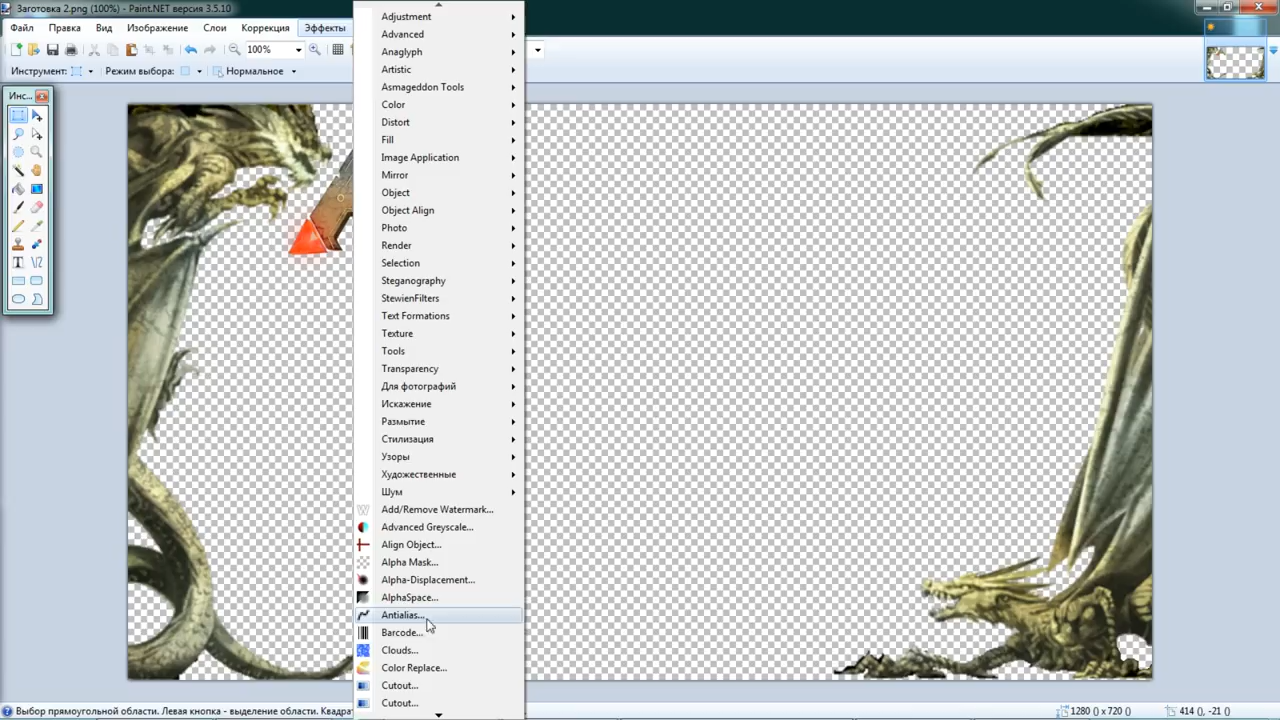 Заготовка 2.png (100%) - Paint.NET версия 3.5.10
Файл Правка Вид Изображение Слои Коррекция Эффекты
100%
Инструмент: Режим выбора: Нормальное
Инс...
Adjustment
Advanced
Anaglyph
Artistic
Asmageddon Tools
Color
Distort
Fill
Image Application
Mirror
Object
Object Align
Photo
Render
Selection
Steganography
StewienFilters
Text Formations
Texture
Tools
Transparency
Для фотографий
Искажение
Размытие
Стилизация
Узоры
Художественные
Шум
Add/Remove Watermark...
Advanced Greyscale...
Align Object...
Alpha Mask...
Alpha-Displacement...
AlphaSpace...
Antialias...
Barcode...
Clouds...
Color Replace...
Cutout...
Cutout...
Выбор прямоугольной области. Левая кнопка - выделение области. Квадрат
1280 () x 720 () 414 (), -21 ()